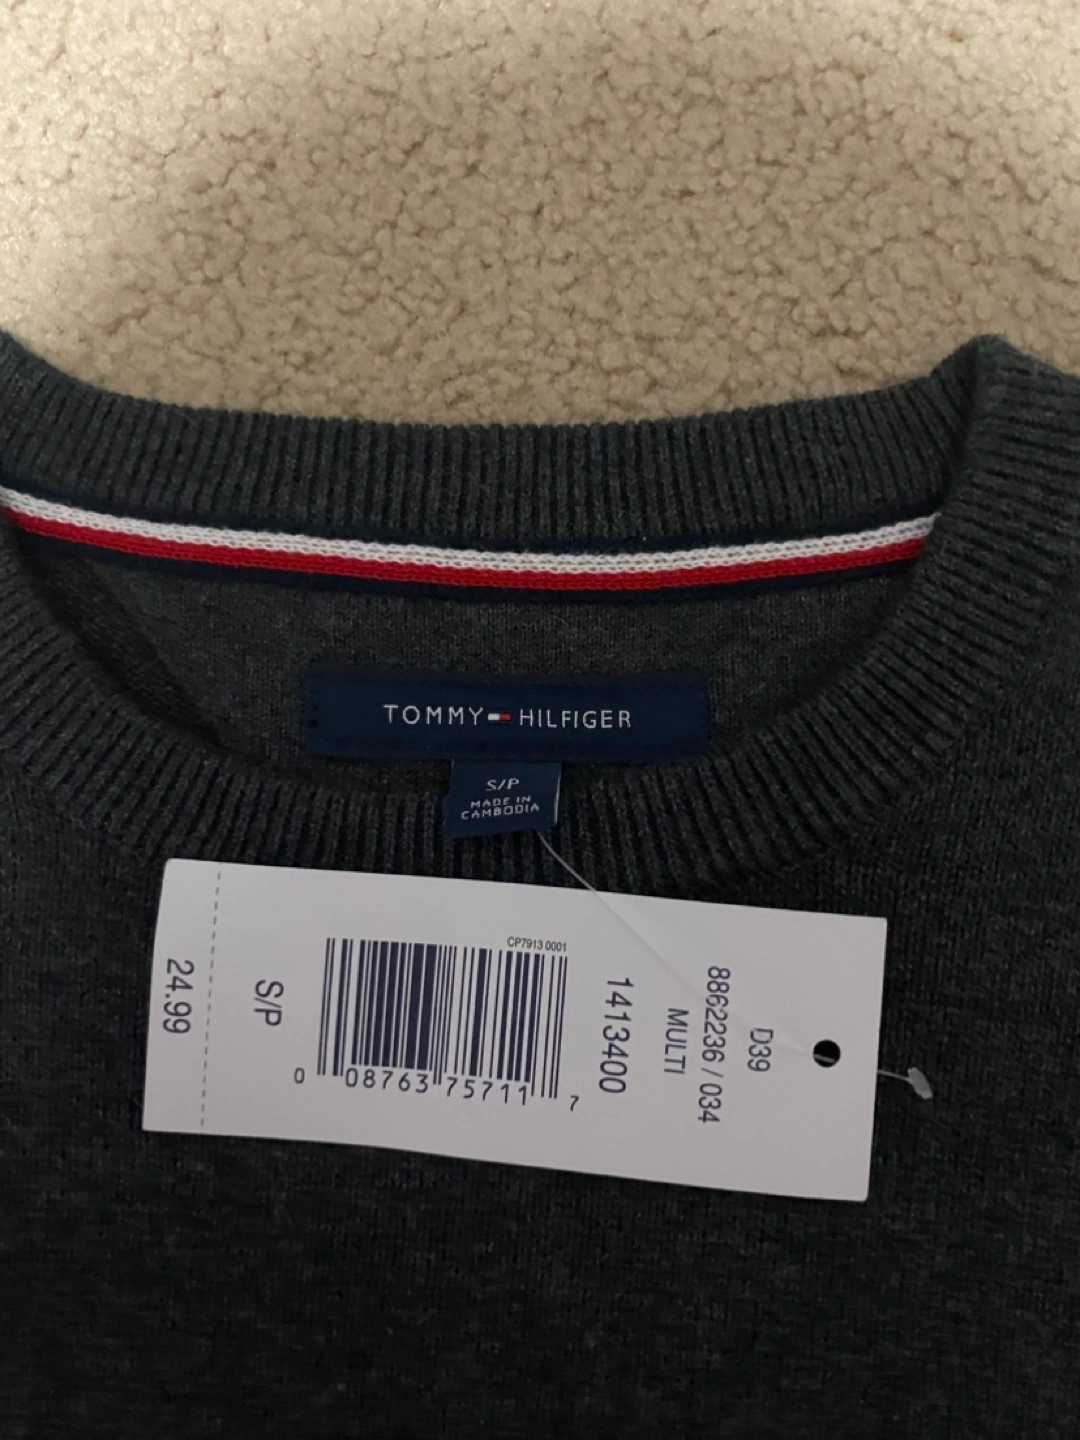 TOMMY HILFIGER
S/P
MADE IN
CAMBODIA
D39
8862236 / 034
MULTI
1413400
CP7913 0001
0 08763 75711 7
S/P
24.99